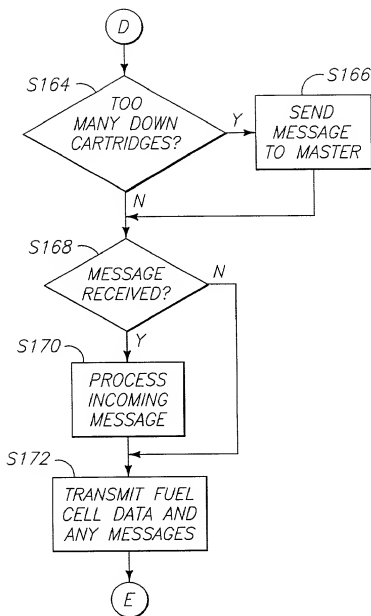 D
S164
TOO
MANY DOWN
CARTRIDGES?
Y
S166
SEND
MESSAGE
TO MASTER
N
S168
MESSAGE
RECEIVED?
N
Y
S170
PROCESS
INCOMING
MESSAGE
S172
TRANSMIT FUEL
CELL DATA AND
ANY MESSAGES
E